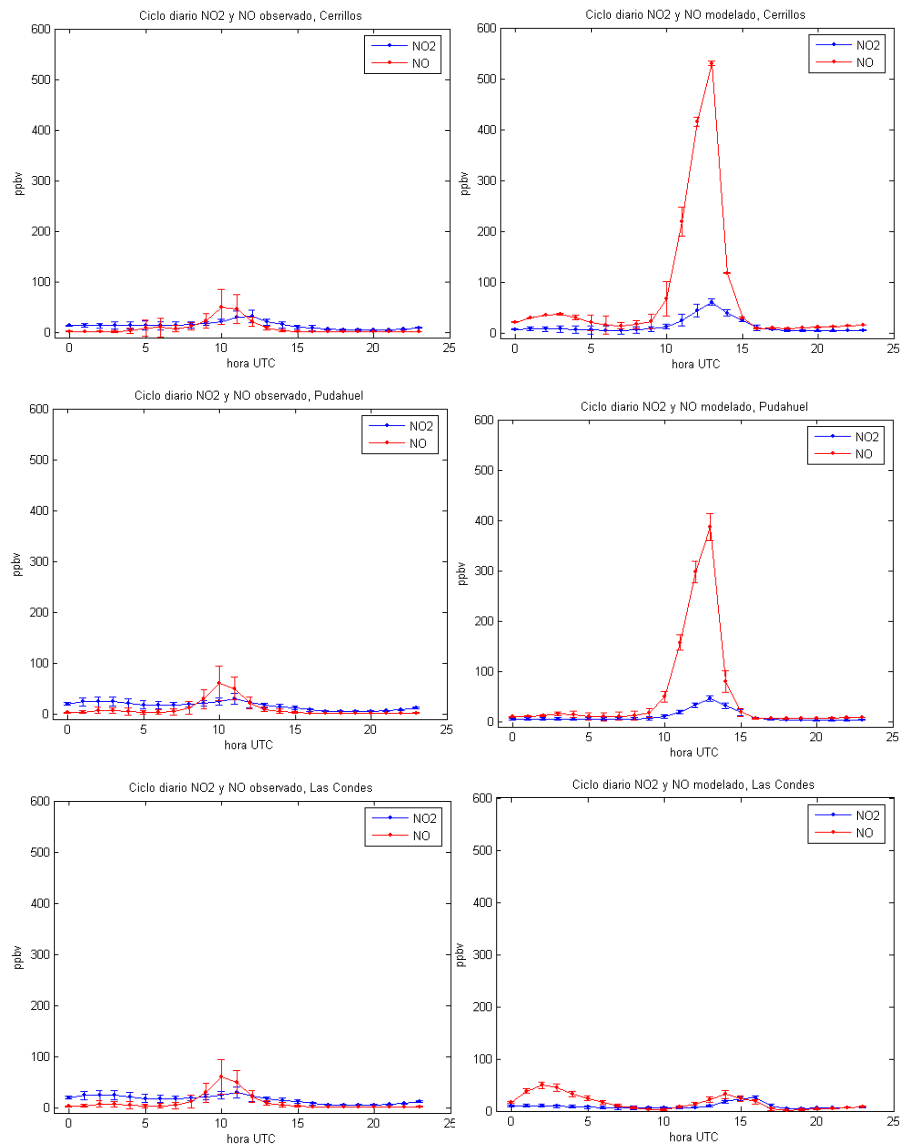 Ciclo diario NO2 y NO observado, Cerrillos
600
500
400
300
200
100
0
ppbv
NO2
NO
0 5 10 15 20 25
hora UTC
Ciclo diario NO2 y NO modelado, Cerrillos
600
500
400
300
200
100
0
ppbv
NO2
NO
0 5 10 15 20 25
hora UTC
Ciclo diario NO2 y NO observado, Pudahuel
600
500
400
300
200
100
0
ppbv
NO2
NO
0 5 10 15 20 25
hora UTC
Ciclo diario NO2 y NO modelado, Pudahuel
600
500
400
300
200
100
0
ppbv
NO2
NO
0 5 10 15 20 25
hora UTC
Ciclo diario NO2 y NO observado, Las Condes
600
500
400
300
200
100
0
ppbv
NO2
NO
0 5 10 15 20 25
hora UTC
Ciclo diario NO2 y NO modelado, Las Condes
600
500
400
300
200
100
0
ppbv
NO2
NO
0 5 10 15 20 25
hora UTC